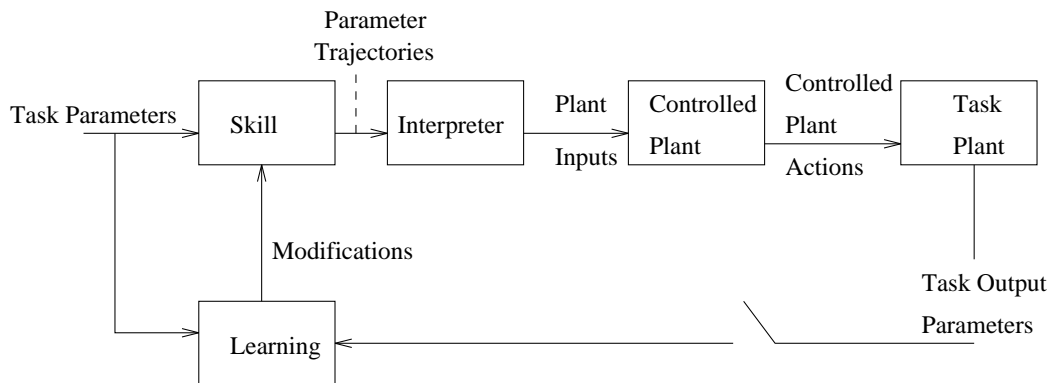 Parameter
Trajectories
Task Parameters
Skill
Interpreter
Plant
Inputs
Controlled
Plant
Controlled
Plant
Actions
Task
Plant
Modifications
Task Output
Parameters
Learning